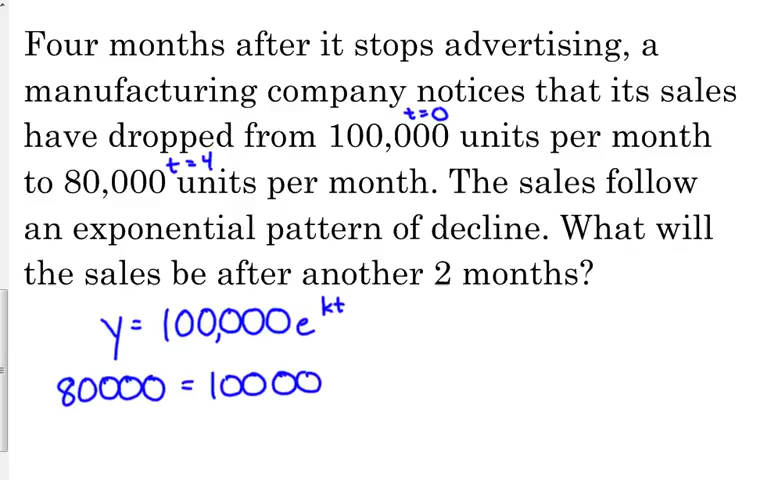 Four months after it stops advertising, a
manufacturing company notices that its sales
t=0
have dropped from 100,000 units per month
t=4
to 80,000 units per month. The sales follow
an exponential pattern of decline. What will
the sales be after another 2 months?
y = 100,000e^kt
80000 = 10000